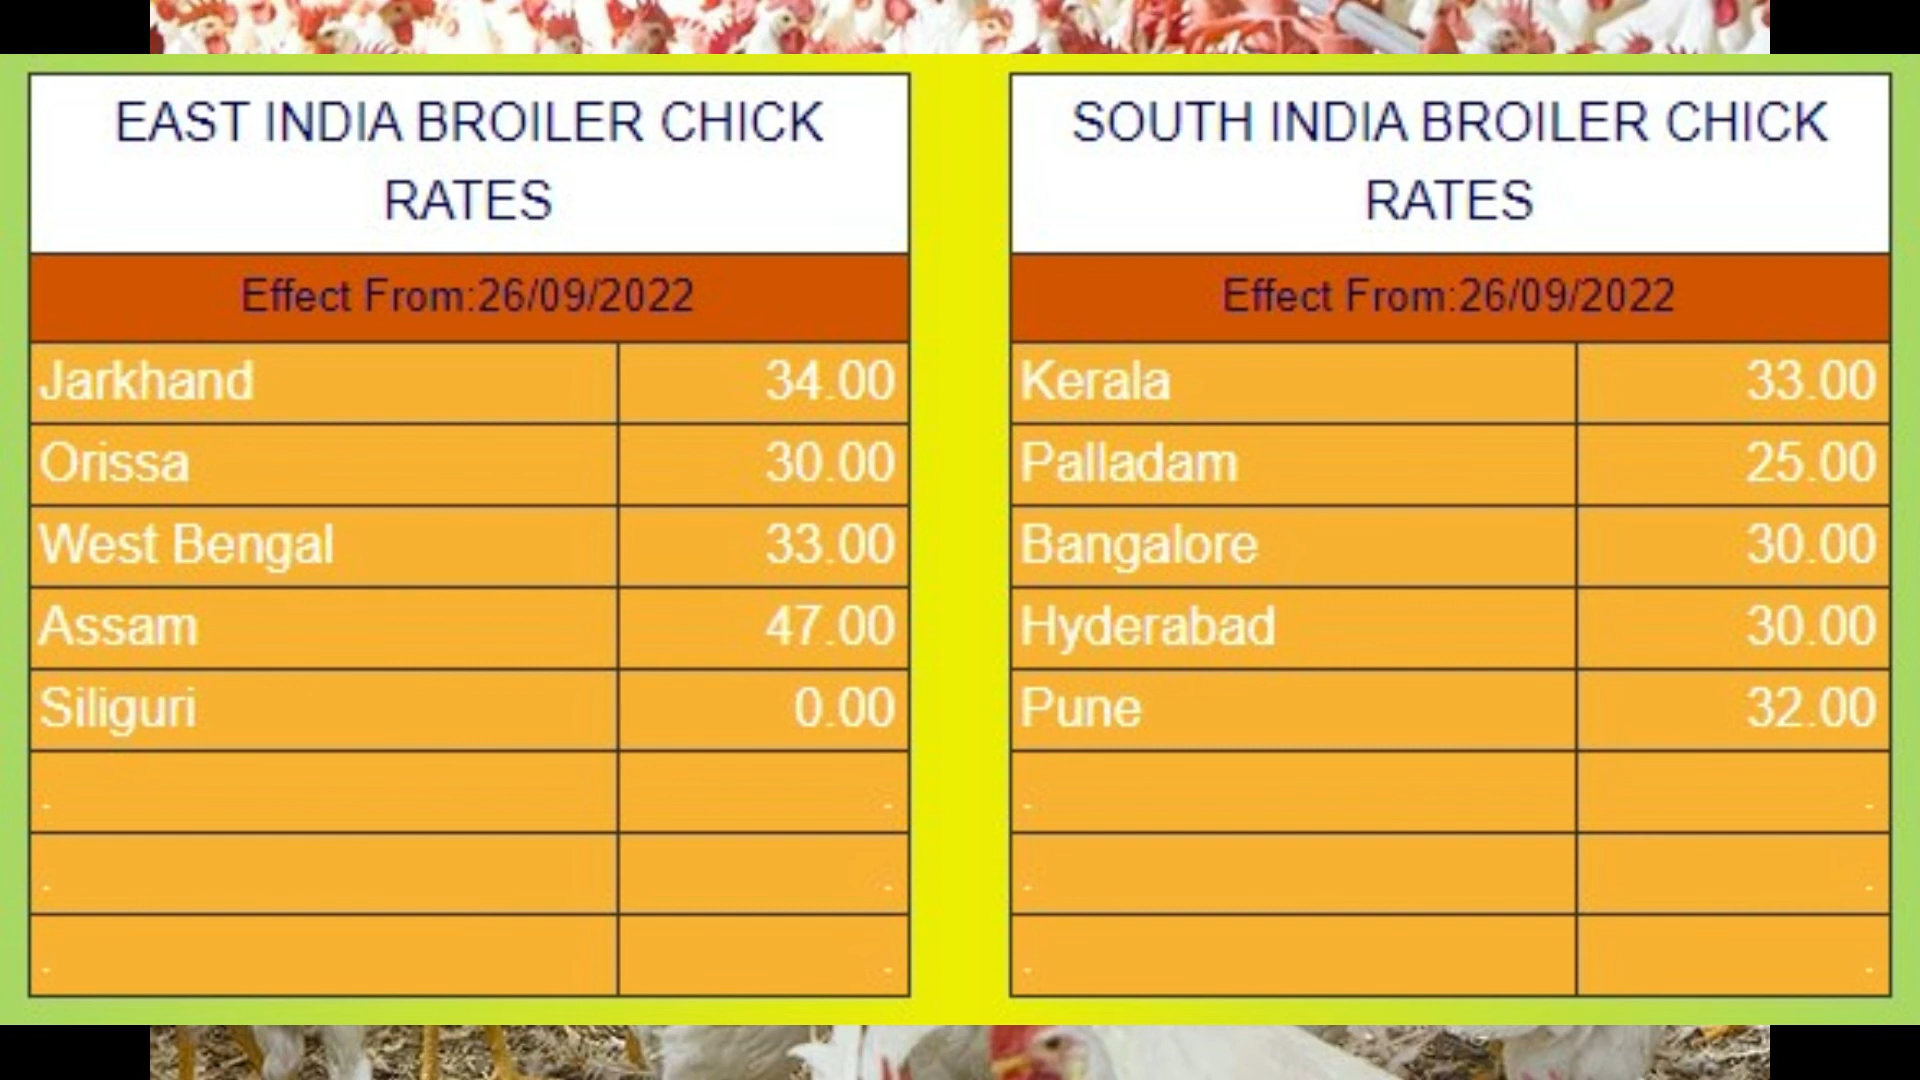 EAST INDIA BROILER CHICK
RATES
Effect From:26/09/2022
Jarkhand 34.00
Orissa 30.00
West Bengal 33.00
Assam 47.00
Siliguri 0.00
. .
. .
. .
SOUTH INDIA BROILER CHICK
RATES
Effect From:26/09/2022
Kerala 33.00
Palladam 25.00
Bangalore 30.00
Hyderabad 30.00
Pune 32.00
. .
. .
. .